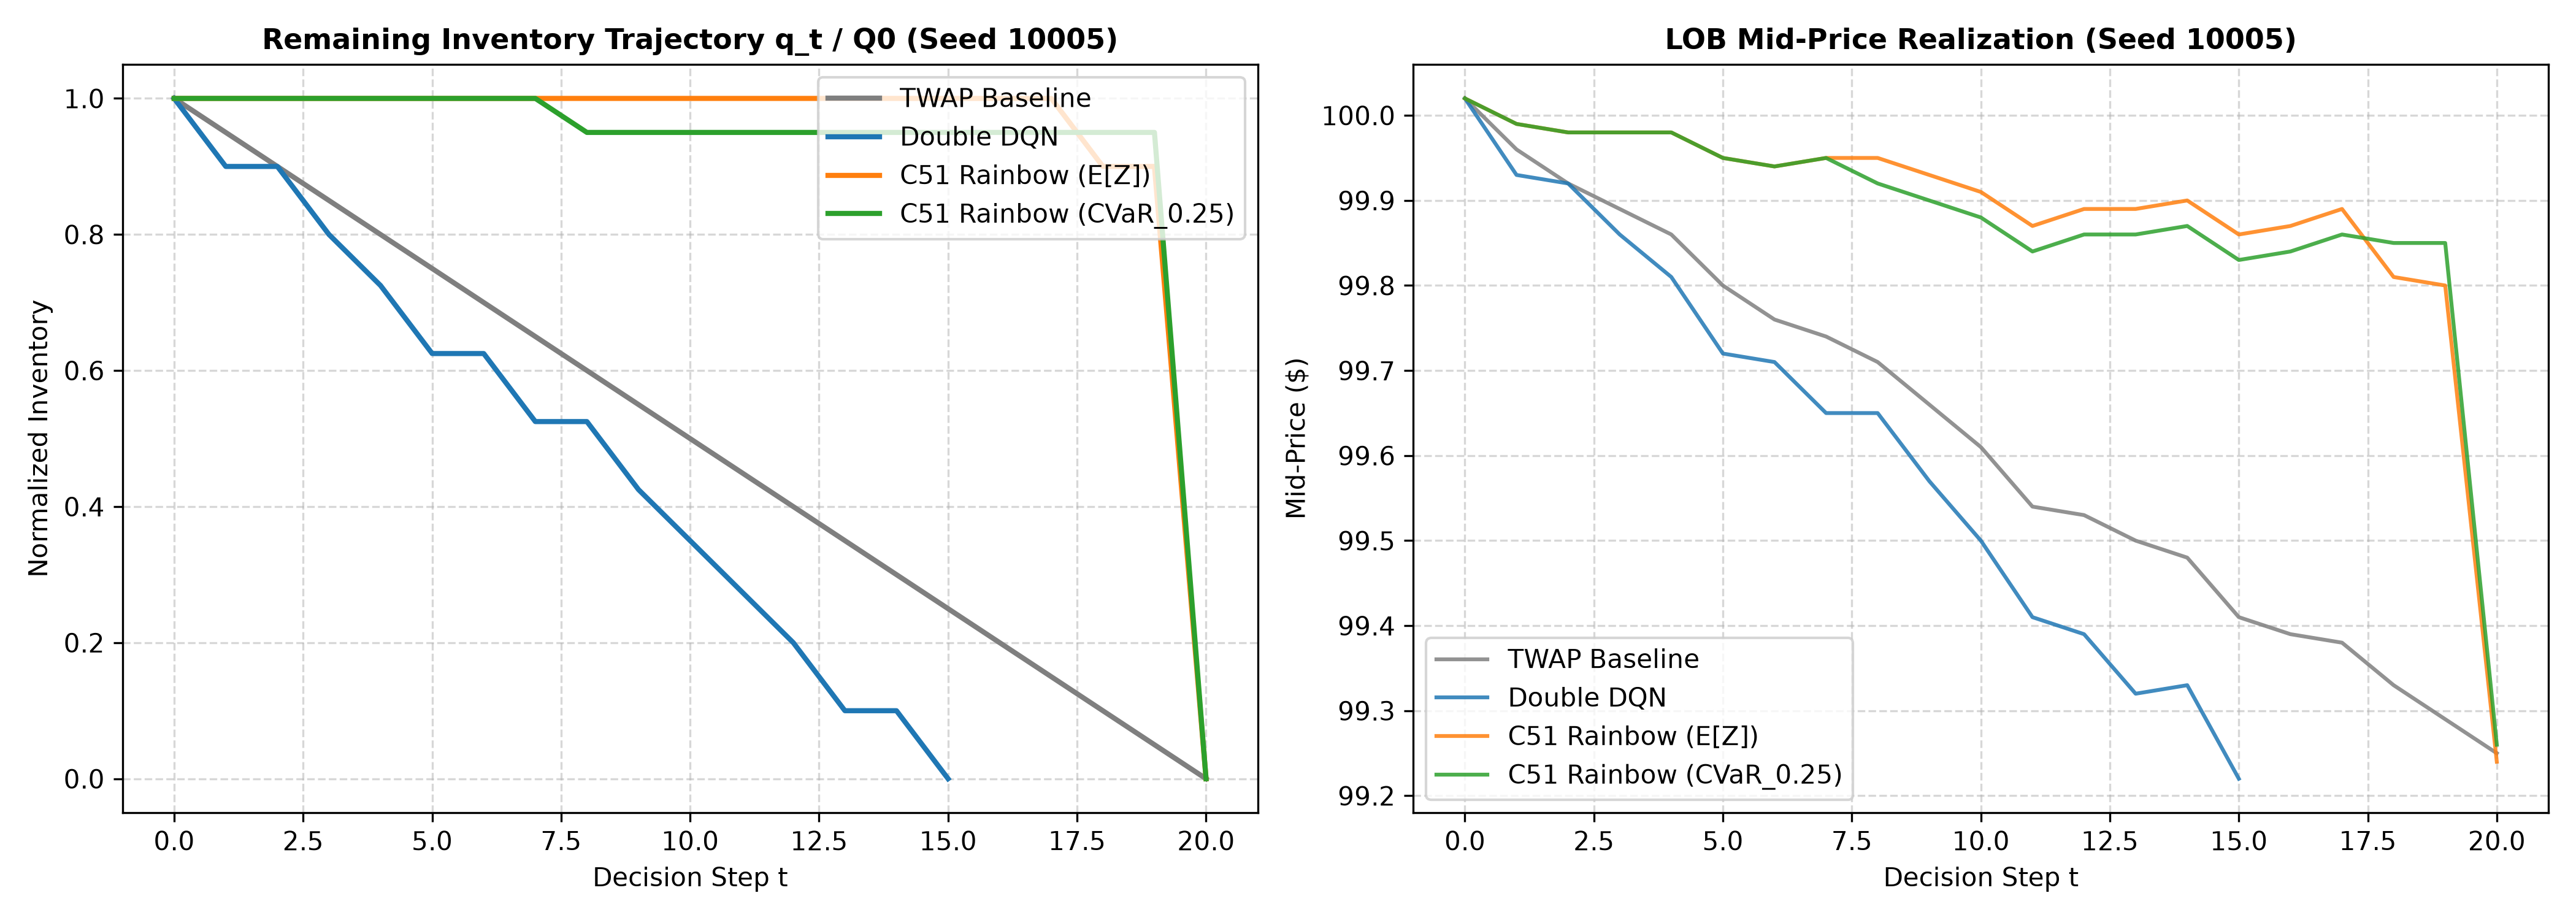 Remaining Inventory Trajectory q_t / Q0 (Seed 10005)
Normalized Inventory
1.0
0.8
0.6
0.4
0.2
0.0
TWAP Baseline
Double DQN
C51 Rainbow (E[Z])
C51 Rainbow (CVaR_0.25)
0.0 2.5 5.0 7.5 10.0 12.5 15.0 17.5 20.0
Decision Step t
LOB Mid-Price Realization (Seed 10005)
Mid-Price ($)
100.0
99.9
99.8
99.7
99.6
99.5
99.4
99.3
99.2
TWAP Baseline
Double DQN
C51 Rainbow (E[Z])
C51 Rainbow (CVaR_0.25)
0.0 2.5 5.0 7.5 10.0 12.5 15.0 17.5 20.0
Decision Step t